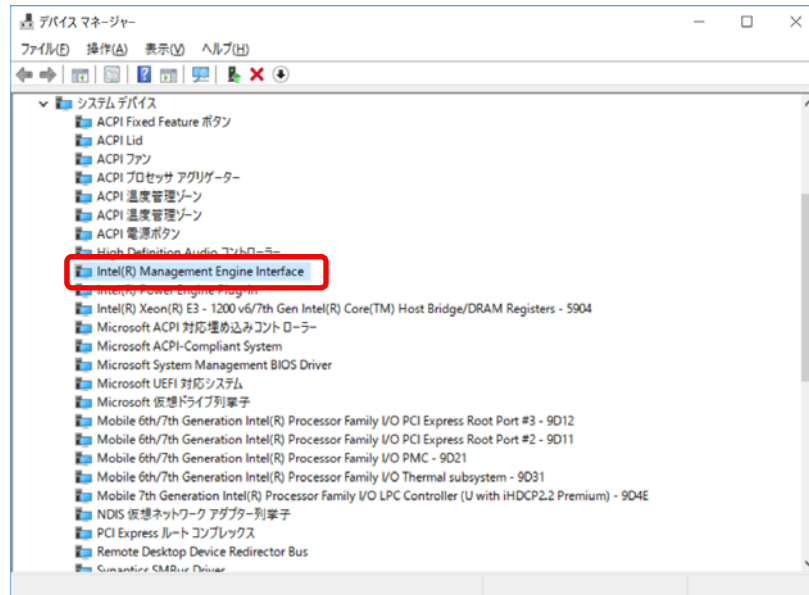 デバイス マネージャー
ファイル(F) 操作(A) 表示(V) ヘルプ(H)
システム デバイス
ACPI Fixed Feature ボタン
ACPI Lid
ACPI ファン
ACPI プロセッサ アグリゲーター
ACPI 温度管理ゾーン
ACPI 温度管理ゾーン
ACPI 電源ボタン
High Definition Audio コントローラー
Intel(R) Management Engine Interface
Intel(R) Power Engine Plug-in
Intel(R) Xeon(R) E3 - 1200 v6/7th Gen Intel(R) Core(TM) Host Bridge/DRAM Registers - 5904
Microsoft ACPI 対応埋め込みコントローラー
Microsoft ACPI-Compliant System
Microsoft System Management BIOS Driver
Microsoft UEFI 対応システム
Microsoft 仮想ドライブ列挙子
Mobile 6th/7th Generation Intel(R) Processor Family I/O PCI Express Root Port #3 - 9D12
Mobile 6th/7th Generation Intel(R) Processor Family I/O PCI Express Root Port #2 - 9D11
Mobile 6th/7th Generation Intel(R) Processor Family I/O PMC - 9D21
Mobile 6th/7th Generation Intel(R) Processor Family I/O Thermal subsystem - 9D31
Mobile 7th Generation Intel(R) Processor Family I/O LPC Controller (U with iHDCP2.2 Premium) - 9D4E
NDIS 仮想ネットワーク アダプター列挙子
PCI Express ルート コンプレックス
Remote Desktop Device Redirector Bus
Synaptics SMBus Driver